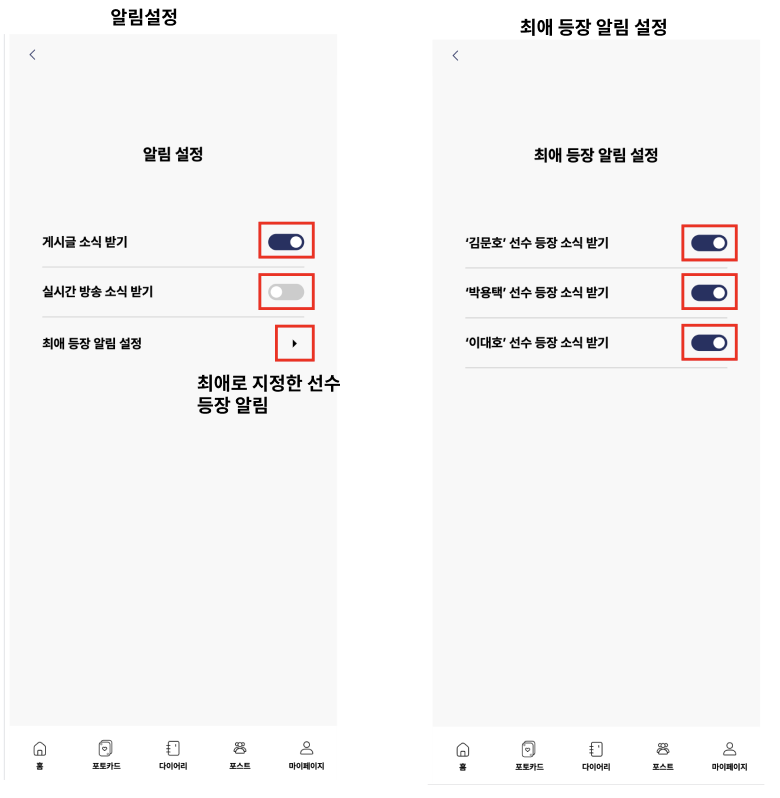 알림설정
알림 설정
게시글 소식 받기
실시간 방송 소식 받기
최애 등장 알림 설정
최애로 지정한 선수
등장 알림
홈 포토카드 다이어리 포스트 마이페이지
최애 등장 알림 설정
최애 등장 알림 설정
‘김문호’ 선수 등장 소식 받기
‘박용택’ 선수 등장 소식 받기
‘이대호’ 선수 등장 소식 받기
홈 포토카드 다이어리 포스트 마이페이지